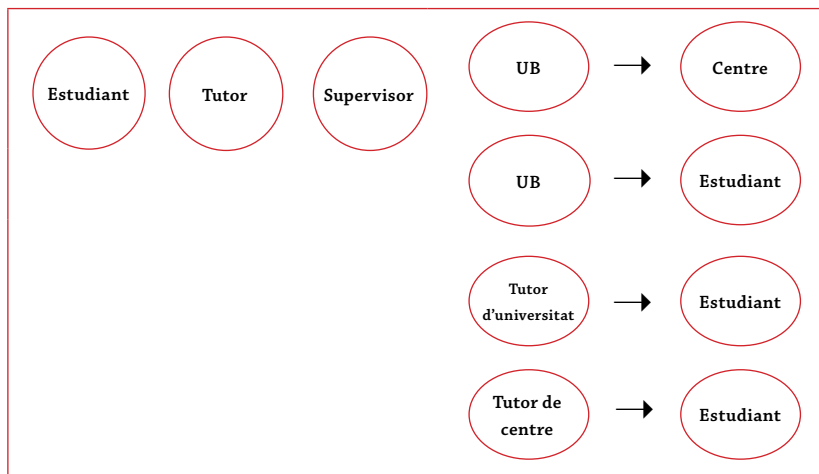 Estudiant
Tutor
Supervisor
UB
Centre
UB
Estudiant
Tutor
d'universitat
Estudiant
Tutor de
centre
Estudiant